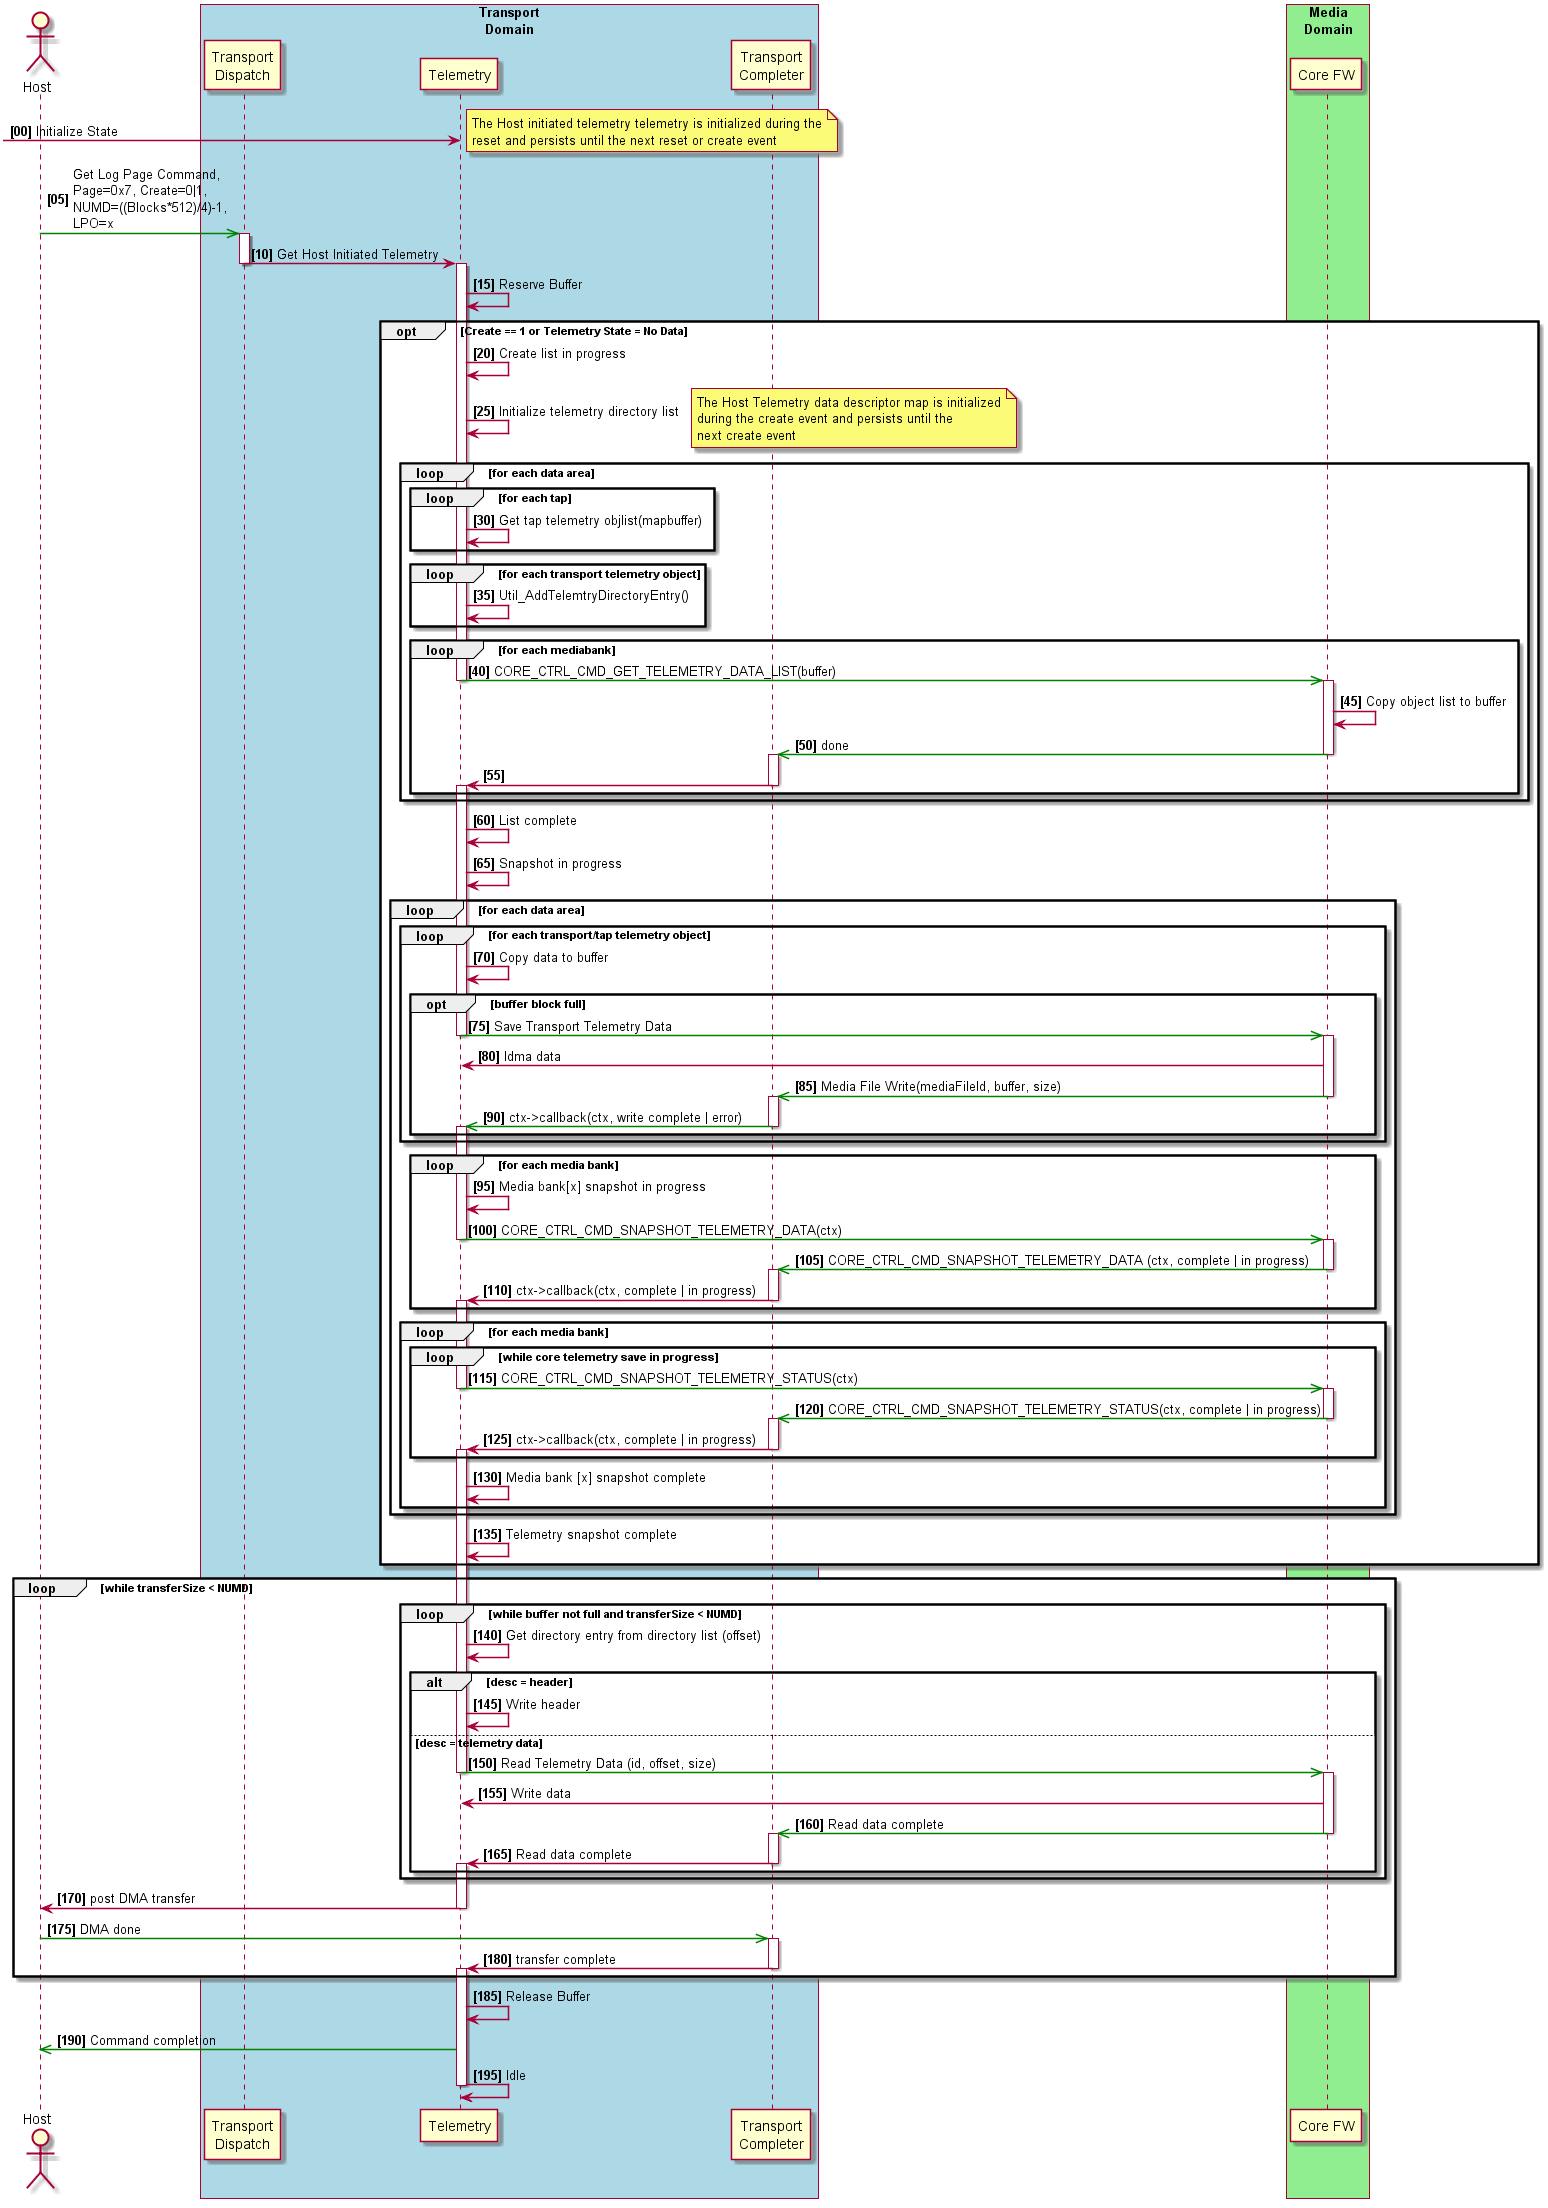 Transport
Domain
Media
Domain
Host
Transport
Dispatch
Telemetry
Transport
Completer
Core FW
[00] Initialize State
The Host initiated telemetry telemetry is initialized during the
reset and persists until the next reset or create event
[05] Get Log Page Command,
Page=0x7, Create=0|1,
NUMD=((Blocks*512)/4)-1,
LPO=x
[10] Get Host Initiated Telemetry
[15] Reserve Buffer
opt [Create == 1 or Telemetry State = No Data]
[20] Create list in progress
[25] Initialize telemetry directory list
The Host Telemetry data descriptor map is initialized
during the create event and persists until the
next create event
loop [for each data area]
loop [for each tap]
[30] Get tap telemetry objlist(mapbuffer)
loop [for each transport telemetry object]
[35] Util_AddTelemtryDirectoryEntry()
loop [for each mediabank]
[40] CORE_CTRL_CMD_GET_TELEMETRY_DATA_LIST(buffer)
[45] Copy object list to buffer
[50] done
[55]
[60] List complete
[65] Snapshot in progress
loop [for each data area]
loop [for each transport/tap telemetry object]
[70] Copy data to buffer
opt [buffer block full]
[75] Save Transport Telemetry Data
[80] Idma data
[85] Media File Write(mediaFileId, buffer, size)
[90] ctx->callback(ctx, write complete | error)
loop [for each media bank]
[95] Media bank[x] snapshot in progress
[100] CORE_CTRL_CMD_SNAPSHOT_TELEMETRY_DATA(ctx)
[105] CORE_CTRL_CMD_SNAPSHOT_TELEMETRY_DATA (ctx, complete | in progress)
[110] ctx->callback(ctx, complete | in progress)
loop [for each media bank]
loop [while core telemetry save in progress]
[115] CORE_CTRL_CMD_SNAPSHOT_TELEMETRY_STATUS(ctx)
[120] CORE_CTRL_CMD_SNAPSHOT_TELEMETRY_STATUS(ctx, complete | in progress)
[125] ctx->callback(ctx, complete | in progress)
[130] Media bank [x] snapshot complete
[135] Telemetry snapshot complete
loop [while transferSize < NUMD]
loop [while buffer not full and transferSize < NUMD]
[140] Get directory entry from directory list (offset)
alt [desc = header]
[145] Write header
[desc = telemetry data]
[150] Read Telemetry Data (id, offset, size)
[155] Write data
[160] Read data complete
[165] Read data complete
[170] post DMA transfer
[175] DMA done
[180] transfer complete
[185] Release Buffer
[190] Command completion
[195] Idle
Host
Transport
Dispatch
Telemetry
Transport
Completer
Core FW